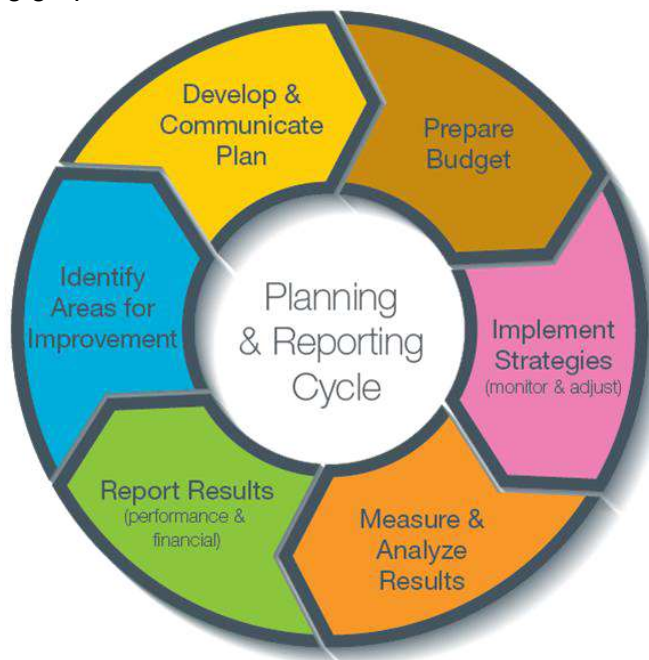 Develop &
Communicate
Plan
Prepare
Budget
Implement
Strategies
(monitor & adjust)
Measure &
Analyze
Results
Report Results
(performance &
financial)
Identify
Areas for
Improvement
Planning
& Reporting
Cycle